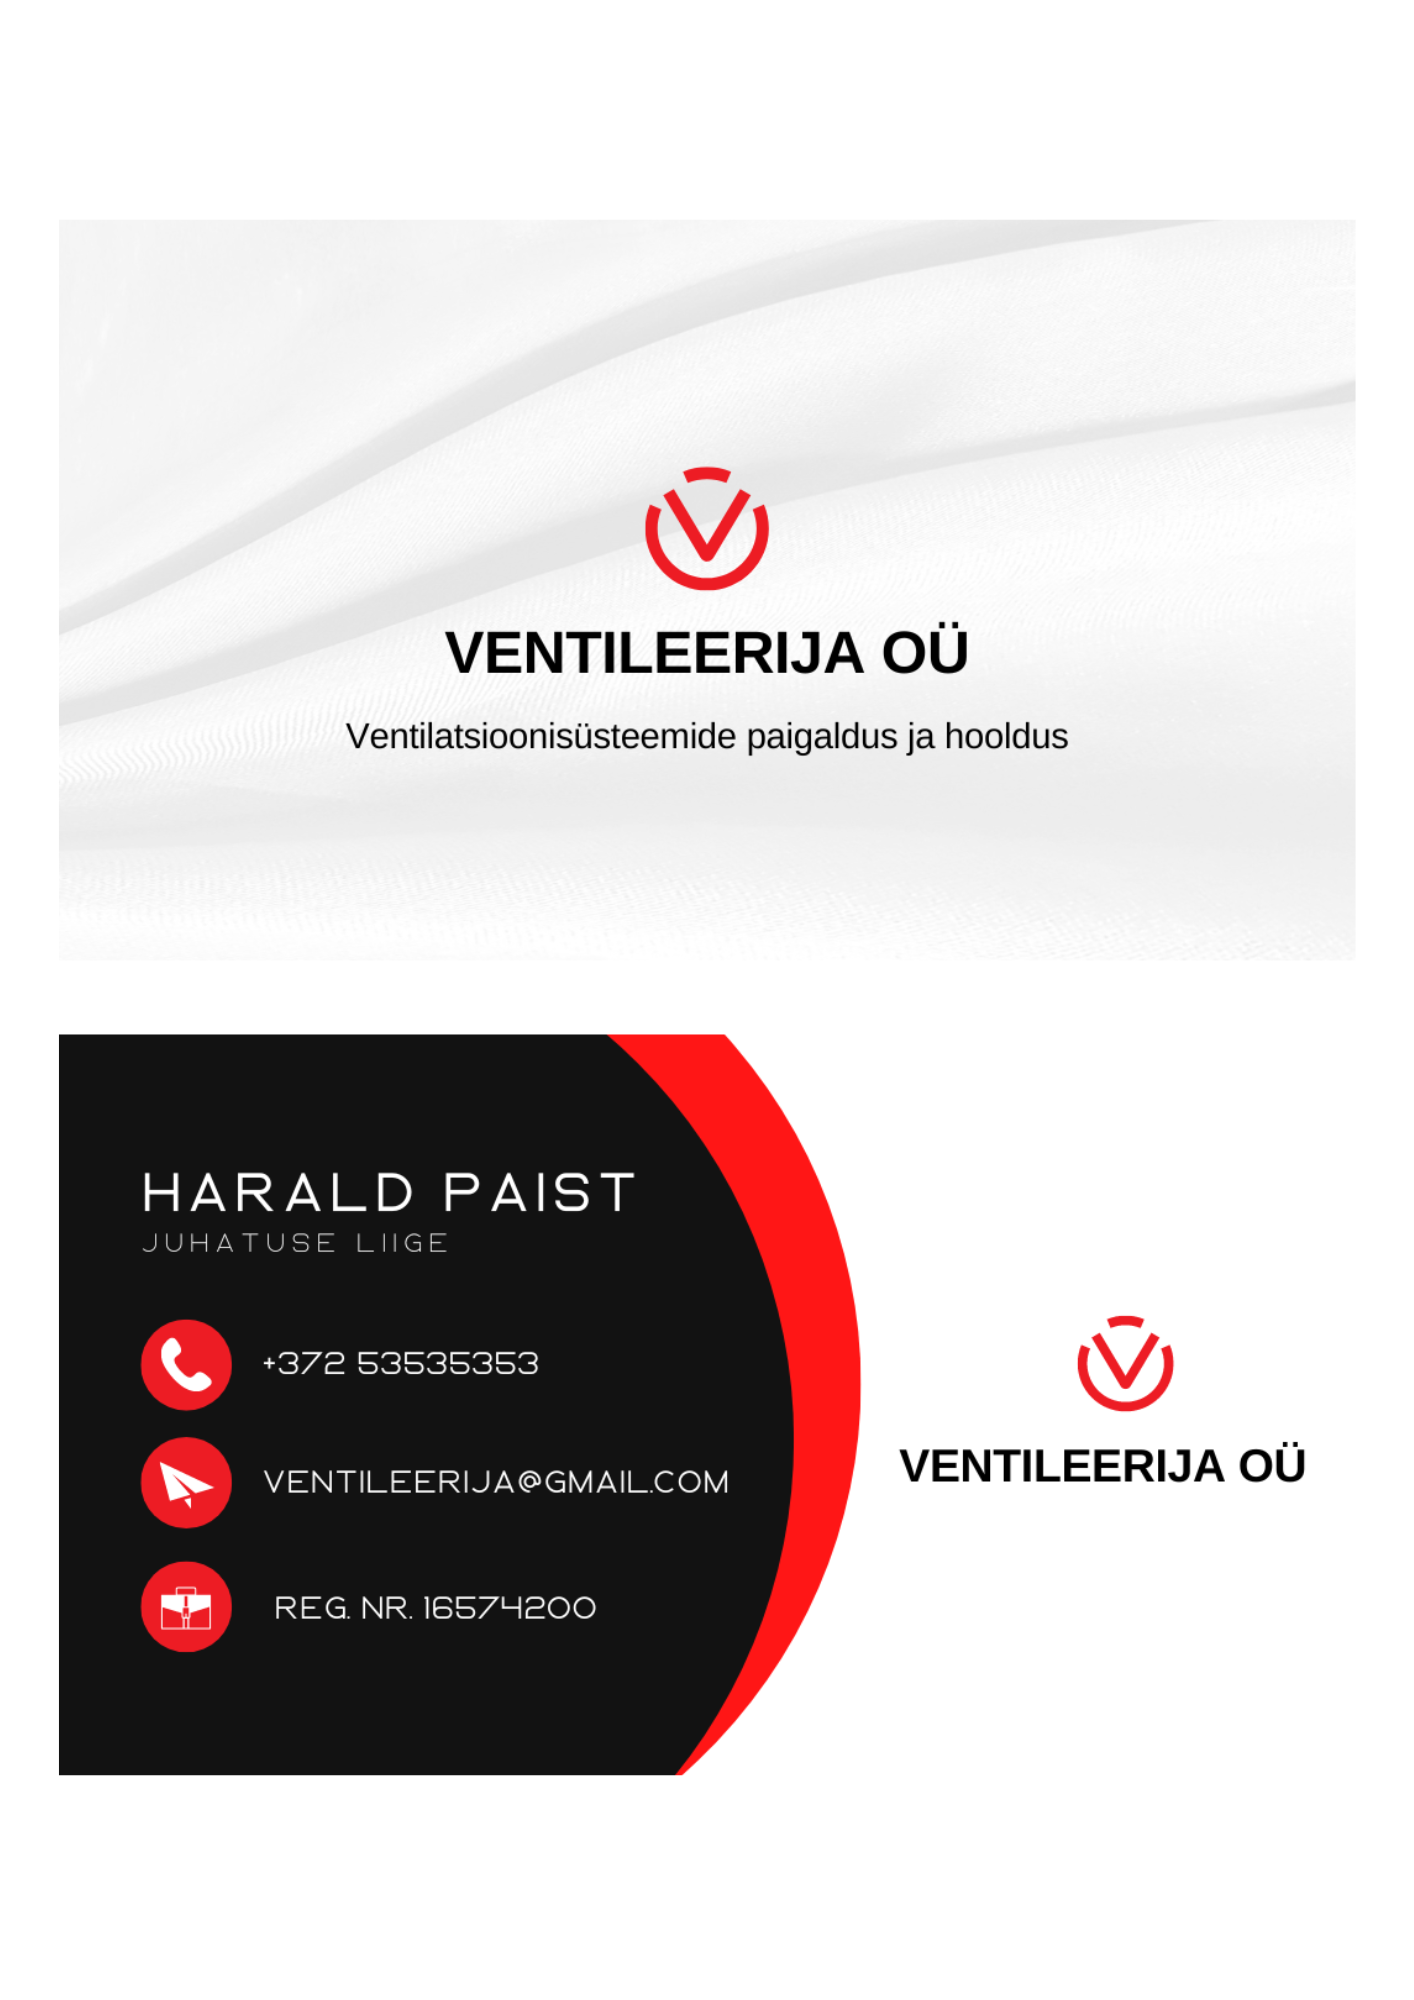 VENTILEERIJA OÜ
Ventilatsioonisüsteemide paigaldus ja hooldus
HARALD PAIST
JUHATUSE LIIGE
+372 53535353
VENTILEERIJA@GMAIL.COM
REG. NR. 16574200
VENTILEERIJA OÜ